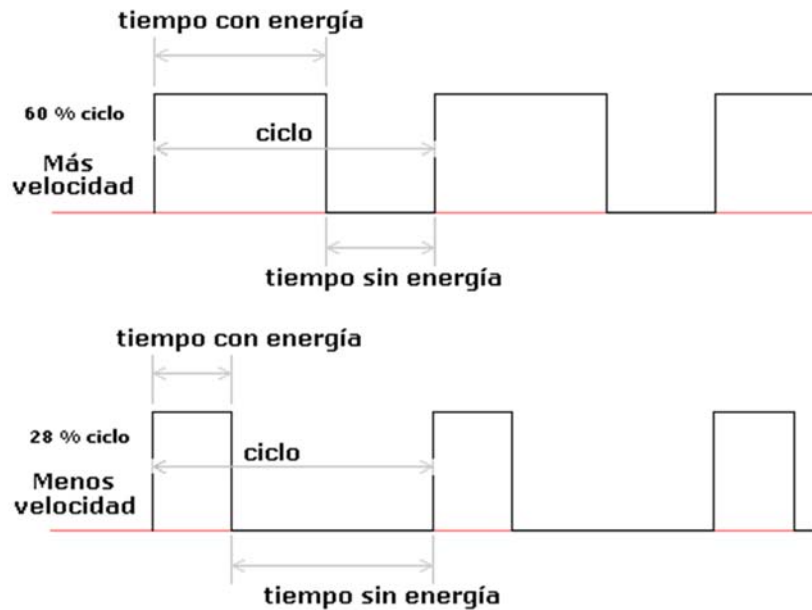 tiempo con energía
60 % ciclo
ciclo
Más
velocidad
tiempo sin energía
tiempo con energía
28 % ciclo
ciclo
Menos
velocidad
tiempo sin energía